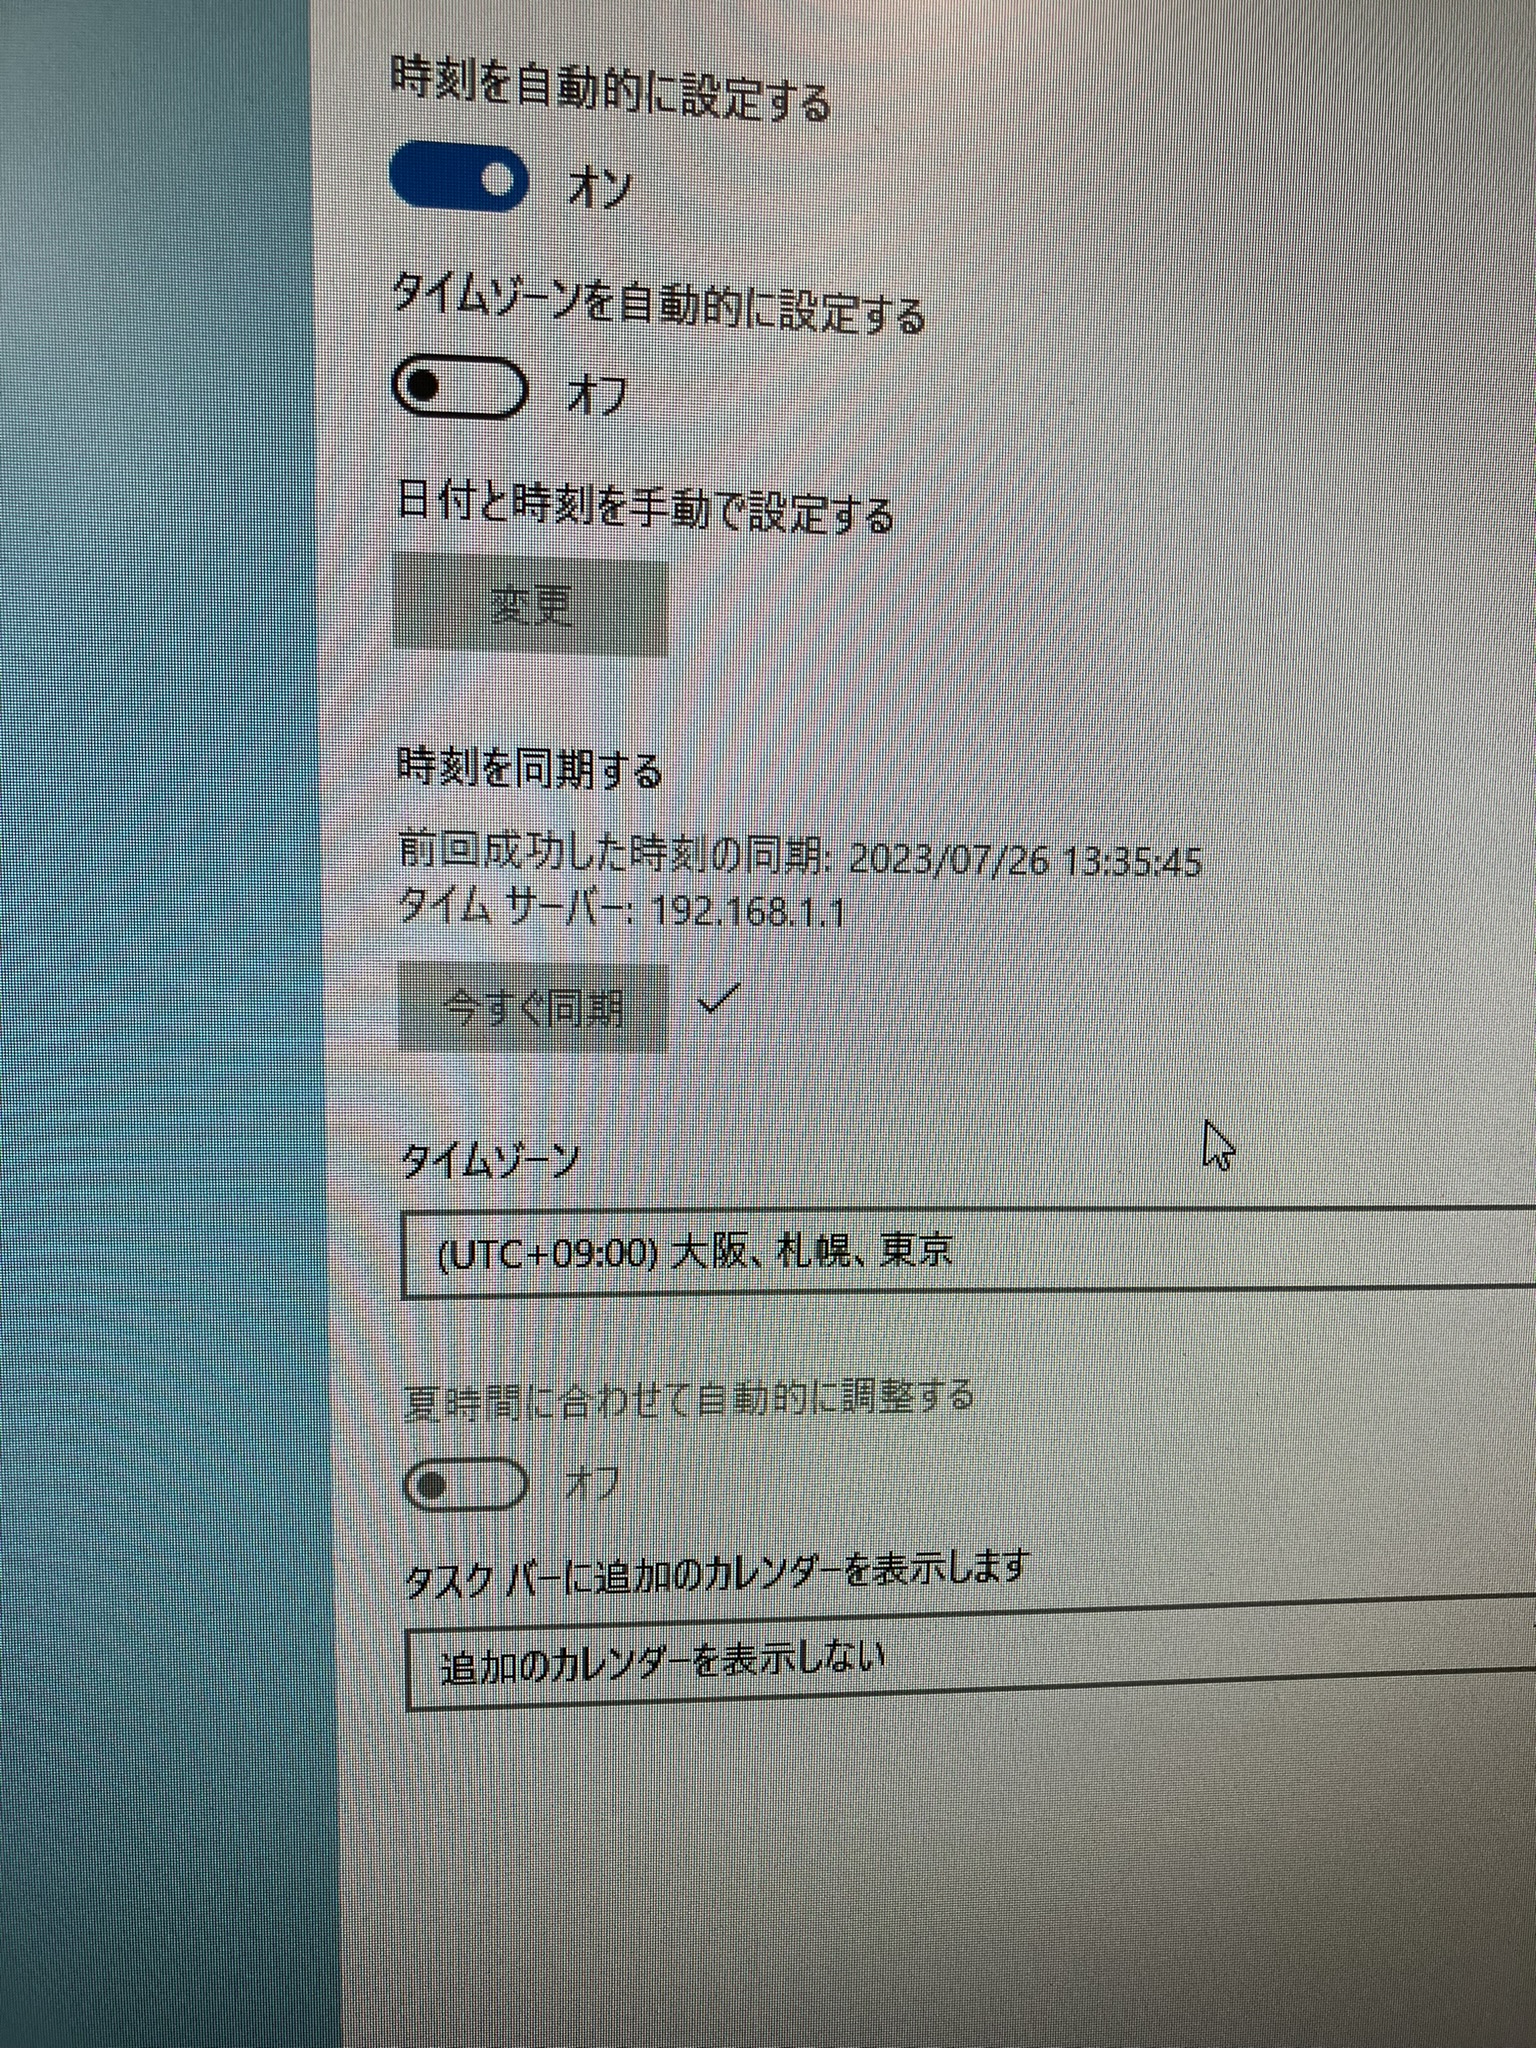 時刻を自動的に設定する
オン
タイムゾーンを自動的に設定する
オフ
日付と時刻を手動で設定する
変更
時刻を同期する
前回成功した時刻の同期: 2023/07/26 13:35:45
タイム サーバー: 192.168.1.1
今すぐ同期
タイムゾーン
(UTC+09:00) 大阪、札幌、東京
夏時間に合わせて自動的に調整する
オフ
タスク バーに追加のカレンダーを表示します
追加のカレンダーを表示しない